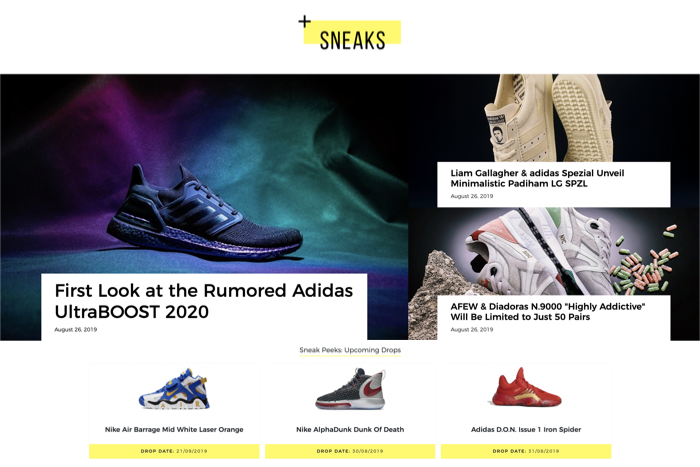 +
SNEAKS
Liam Gallagher & adidas Spezial Unveil
Minimalistic Padiham LG SPZL
August 26, 2019
First Look at the Rumored Adidas
UltraBOOST 2020
August 26, 2019
AFEW & Diadoras N.9000 "Highly Addictive"
Will Be Limited to Just 50 Pairs
August 26, 2019
Sneak Peeks: Upcoming Drops
Nike Air Barrage Mid White Laser Orange
DROP DATE: 21/09/2019
Nike AlphaDunk Dunk Of Death
DROP DATE: 30/08/2019
Adidas D.O.N. Issue 1 Iron Spider
DROP DATE: 31/08/2019